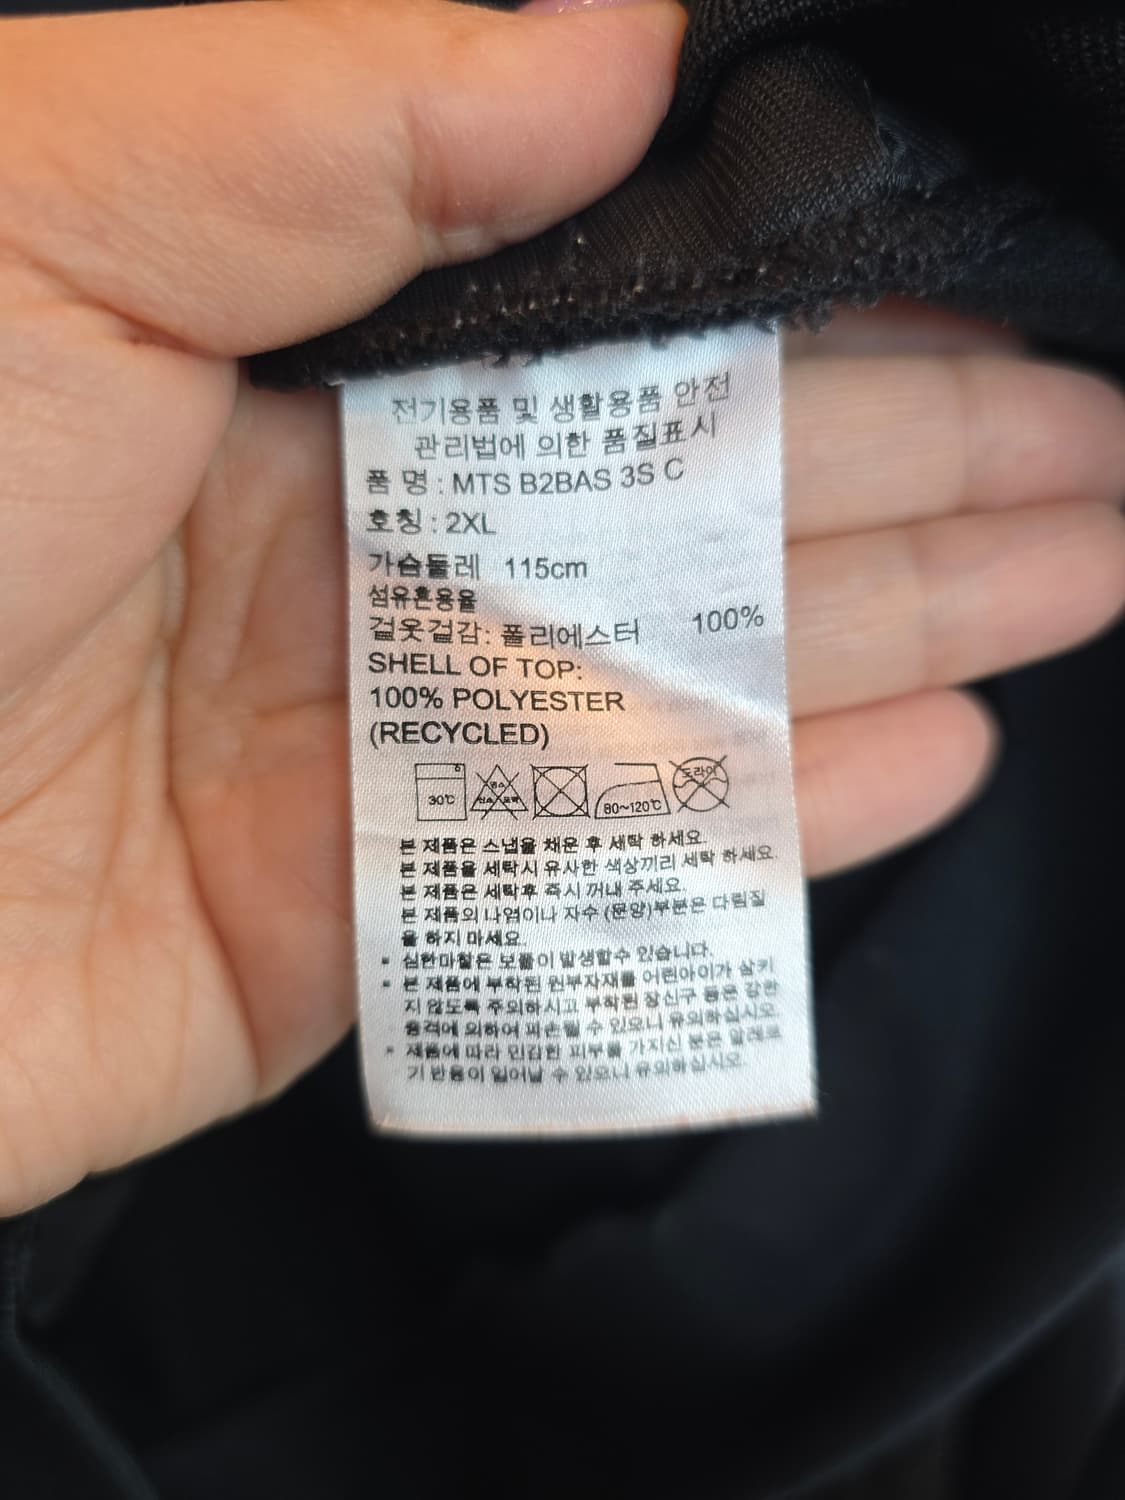 전기용품 및 생활용품 안전
관리법에 의한 품질표시
품 명 : MTS B2BAS 3S C
호칭 : 2XL
가슴둘레 115cm
섬유혼용율
겉옷겉감: 폴리에스터 100%
SHELL OF TOP:
100% POLYESTER
(RECYCLED)
30℃
염소
산소 표백
80~120℃
드라이
본 제품은 스냅을 채운 후 세탁 하세요.
본 제품을 세탁시 유사한 색상끼리 세탁 하세요.
본 제품은 세탁후 즉시 꺼내 주세요.
본 제품의 나염이나 자수 (문양)부분은 다림질
을 하지 마세요.
• 심한마찰은 보풀이 발생할수 있습니다.
• 본 제품에 부착된 원부자재를 어린아이가 삼키
지 않도록 주의하시고 부착된 장신구 등은 강한
충격에 의하여 파손될 수 있으니 유의하십시오.
• 제품에 따라 민감한 피부를 가지신 분은 알레르
기 반응이 일어날 수 있으니 유의하십시오.